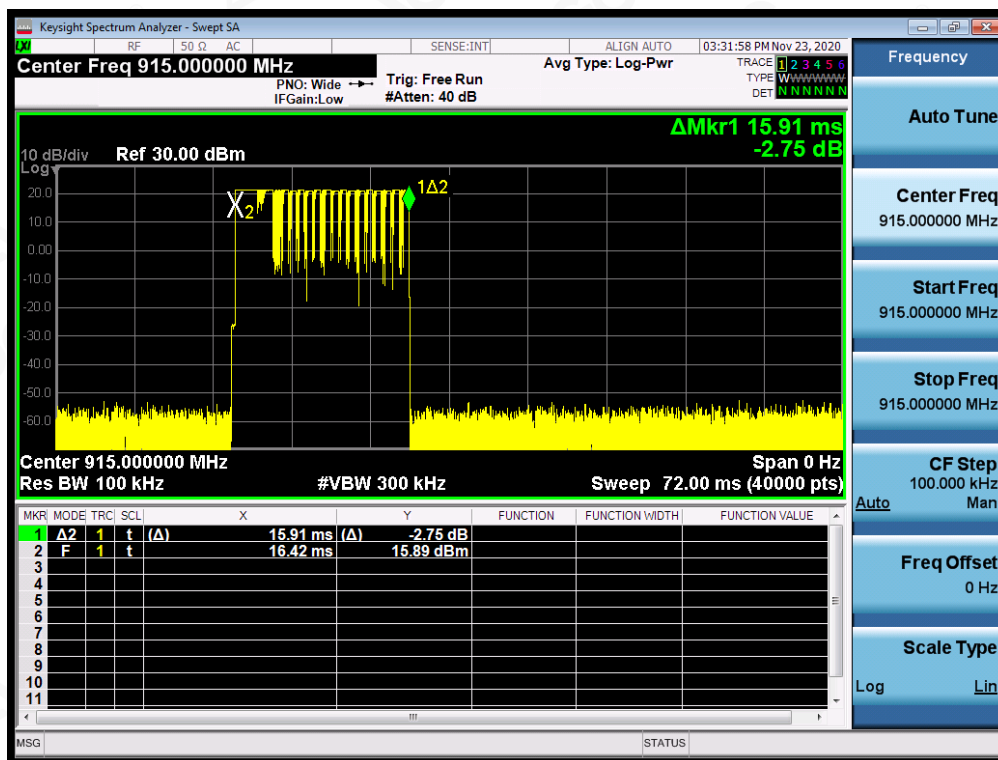 Keysight Spectrum Analyzer - Swept SA
LXI RF 50 Ω AC SENSE:INT ALIGN AUTO 03:31:58 PM Nov 23, 2020
Center Freq 915.000000 MHz
PNO: Wide
IFGain:Low
Trig: Free Run
#Atten: 40 dB
Avg Type: Log-Pwr
TRACE 1 2 3 4 5 6
TYPE WWWWWW
DET N N N N N N
ΔMkr1 15.91 ms
-2.75 dB
10 dB/div Ref 30.00 dBm
Log
20.0
10.0
0.00
-10.0
-20.0
-30.0
-40.0
-50.0
-60.0
X2
1Δ2
Center 915.000000 MHz Span 0 Hz
Res BW 100 kHz #VBW 300 kHz Sweep 72.00 ms (40000 pts)
MKR MODE TRC SCL X Y FUNCTION FUNCTION WIDTH FUNCTION VALUE
1 Δ2 1 t (Δ) 15.91 ms (Δ) -2.75 dB
2 F 1 t 16.42 ms 15.89 dBm
3
4
5
6
7
8
9
10
11
MSG STATUS
Frequency
Auto Tune
Center Freq
915.000000 MHz
Start Freq
915.000000 MHz
Stop Freq
915.000000 MHz
CF Step
100.000 kHz
Auto Man
Freq Offset
0 Hz
Scale Type
Log Lin